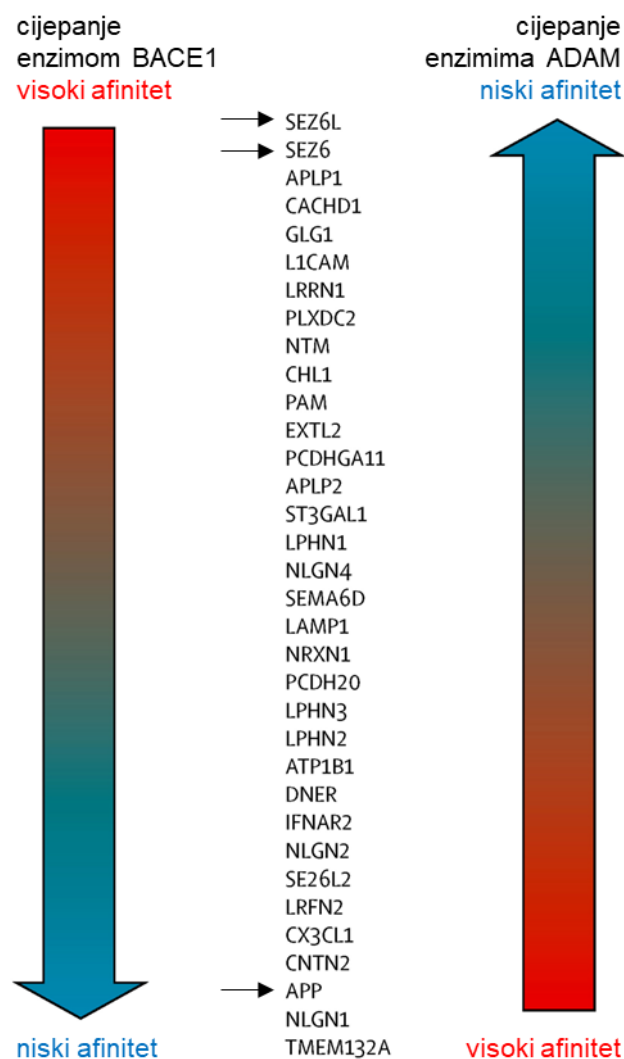 cijepanje
enzimom BACE1
visoki afinitet
cijepanje
enzimima ADAM
niski afinitet
SEZ6L
SEZ6
APLP1
CACHD1
GLG1
L1CAM
LRRN1
PLXDC2
NTM
CHL1
PAM
EXTL2
PCDHGA11
APLP2
ST3GAL1
LPHN1
NLGN4
SEMA6D
LAMP1
NRXN1
PCDH20
LPHN3
LPHN2
ATP1B1
DNER
IFNAR2
NLGN2
SE26L2
LRFN2
CX3CL1
CNTN2
APP
NLGN1
TMEM132A
niski afinitet
visoki afinitet